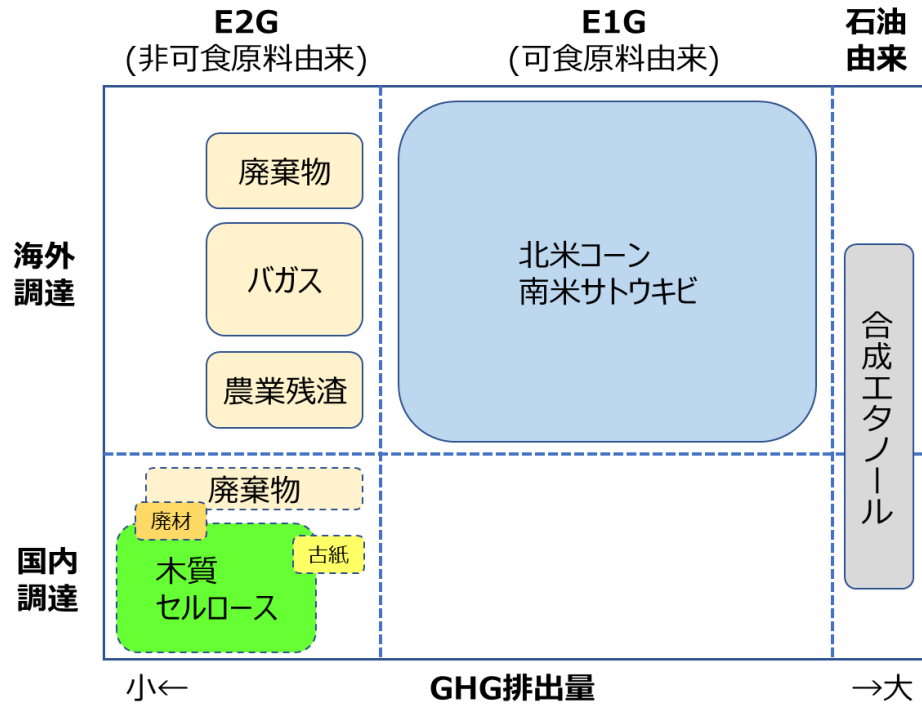 E2G
(非可食原料由来)
E1G
(可食原料由来)
石油
由来
海外
調達
廃棄物
バガス
農業残渣
北米コーン
南米サトウキビ
合成エタノール
国内
調達
廃棄物
廃材
古紙
木質
セルロース
小←
GHG排出量
→大